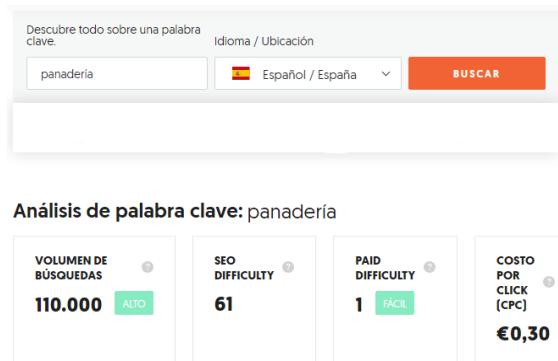 Descubre todo sobre una palabra
clave.
Idioma / Ubicación
panadería
Español / España
BUSCAR
Análisis de palabra clave: panadería
VOLUMEN DE
BÚSQUEDAS
110.000 ALTO
SEO
DIFFICULTY
61
PAID
DIFFICULTY
1 FÁCIL
COSTO
POR
CLICK
(CPC)
€0,30